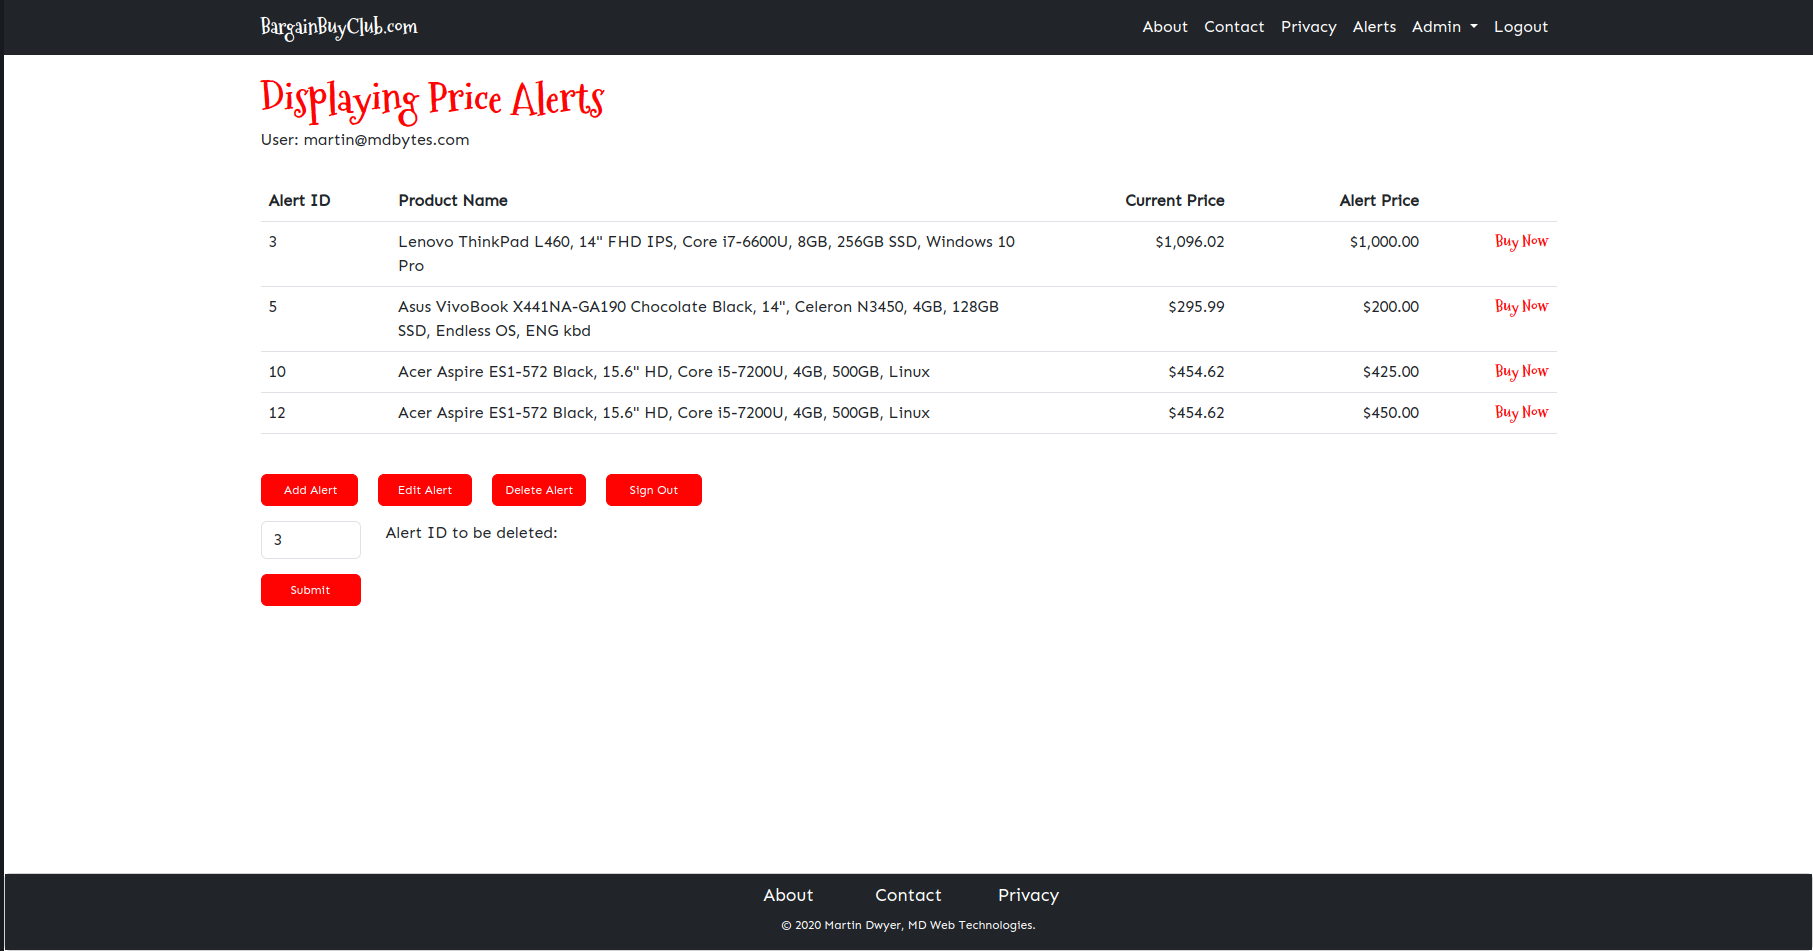 BargainBuyClub.com About Contact Privacy Alerts Admin Logout
Displaying Price Alerts
User: martin@mdbytes.com
Alert ID Product Name Current Price Alert Price
3 Lenovo ThinkPad L460, 14" FHD IPS, Core i7-6600U, 8GB, 256GB SSD, Windows 10 $1,096.02 $1,000.00 Buy Now
Pro
5 Asus VivoBook X441NA-GA190 Chocolate Black, 14", Celeron N3450, 4GB, 128GB $295.99 $200.00 Buy Now
SSD, Endless OS, ENG kbd
10 Acer Aspire ES1-572 Black, 15.6" HD, Core i5-7200U, 4GB, 500GB, Linux $454.62 $425.00 Buy Now
12 Acer Aspire ES1-572 Black, 15.6" HD, Core i5-7200U, 4GB, 500GB, Linux $454.62 $450.00 Buy Now
Add Alert Edit Alert Delete Alert Sign Out
3 Alert ID to be deleted:
Submit
About Contact Privacy
© 2020 Martin Dwyer, MD Web Technologies.